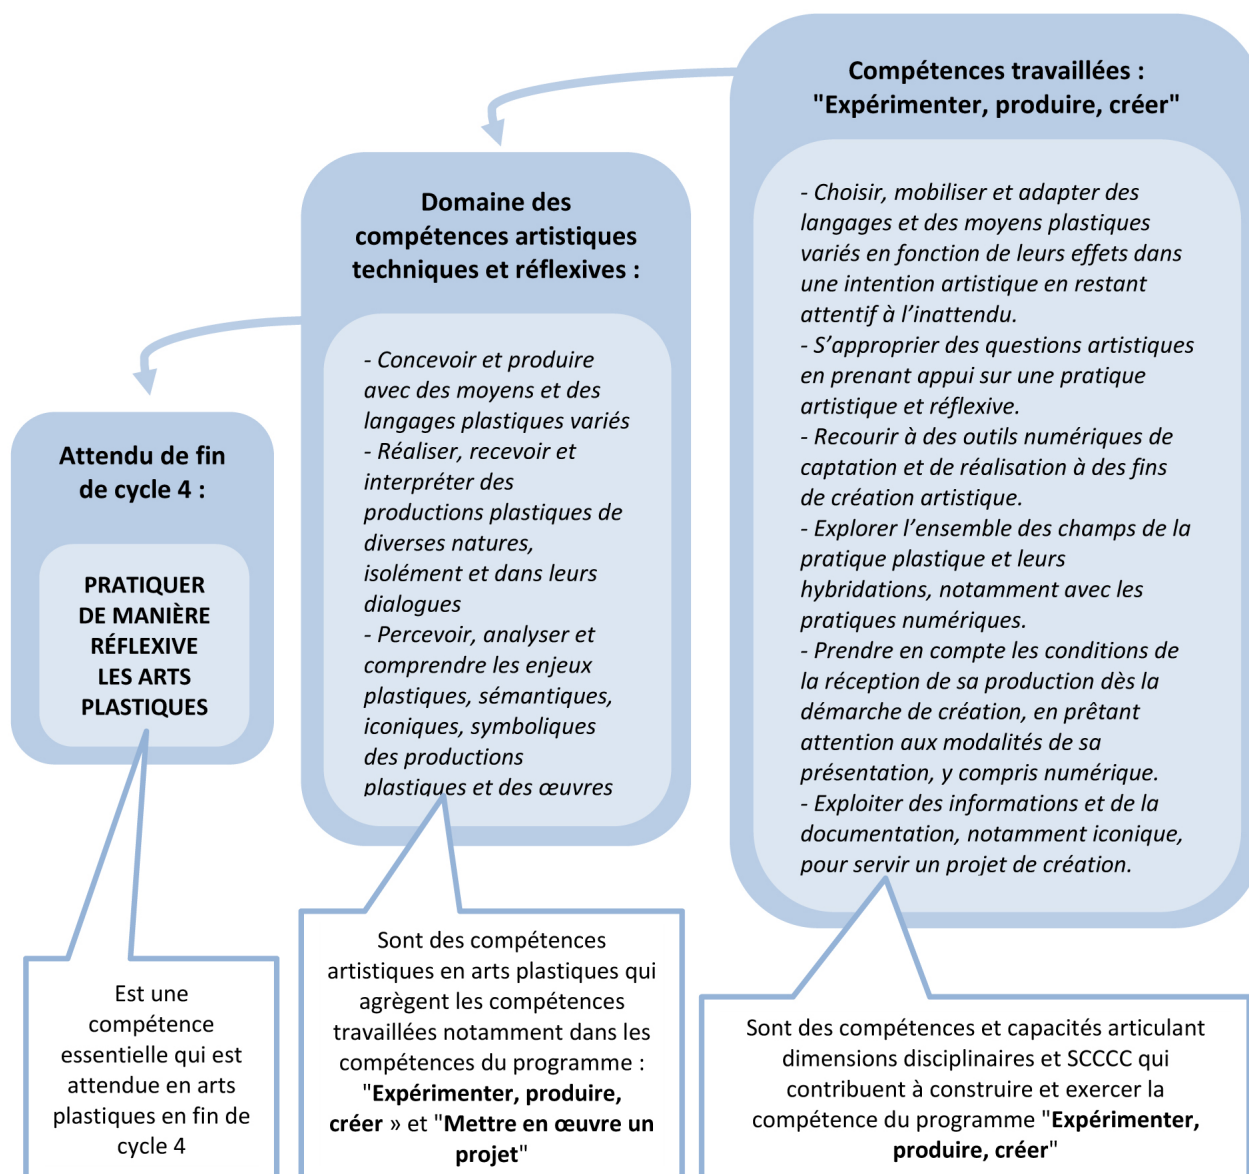 Compétences travaillées :
"Expérimenter, produire, créer"
- Choisir, mobiliser et adapter des
langages et des moyens plastiques
variés en fonction de leurs effets dans
une intention artistique en restant
attentif à l’inattendu.
- S’approprier des questions artistiques
en prenant appui sur une pratique
artistique et réflexive.
- Recourir à des outils numériques de
captation et de réalisation à des fins
de création artistique.
- Explorer l’ensemble des champs de la
pratique plastique et leurs
hybridations, notamment avec les
pratiques numériques.
- Prendre en compte les conditions de
la réception de sa production dès la
démarche de création, en prêtant
attention aux modalités de sa
présentation, y compris numérique.
- Exploiter des informations et de la
documentation, notamment iconique,
pour servir un projet de création.
Domaine des
compétences artistiques
techniques et réflexives :
- Concevoir et produire
avec des moyens et des
langages plastiques variés
- Réaliser, recevoir et
interpréter des
productions plastiques de
diverses natures,
isolément et dans leurs
dialogues
- Percevoir, analyser et
comprendre les enjeux
plastiques, sémantiques,
iconiques, symboliques
des productions
plastiques et des œuvres
Attendu de fin
de cycle 4 :
PRATIQUER
DE MANIÈRE
RÉFLEXIVE
LES ARTS
PLASTIQUES
Est une
compétence
essentielle qui est
attendue en arts
plastiques en fin de
cycle 4
Sont des compétences
artistiques en arts plastiques qui
agrègent les compétences
travaillées notamment dans les
compétences du programme :
"Expérimenter, produire,
créer » et "Mettre en œuvre un
projet"
Sont des compétences et capacités articulant
dimensions disciplinaires et SCCCC qui
contribuent à construire et exercer la
compétence du programme "Expérimenter,
produire, créer"